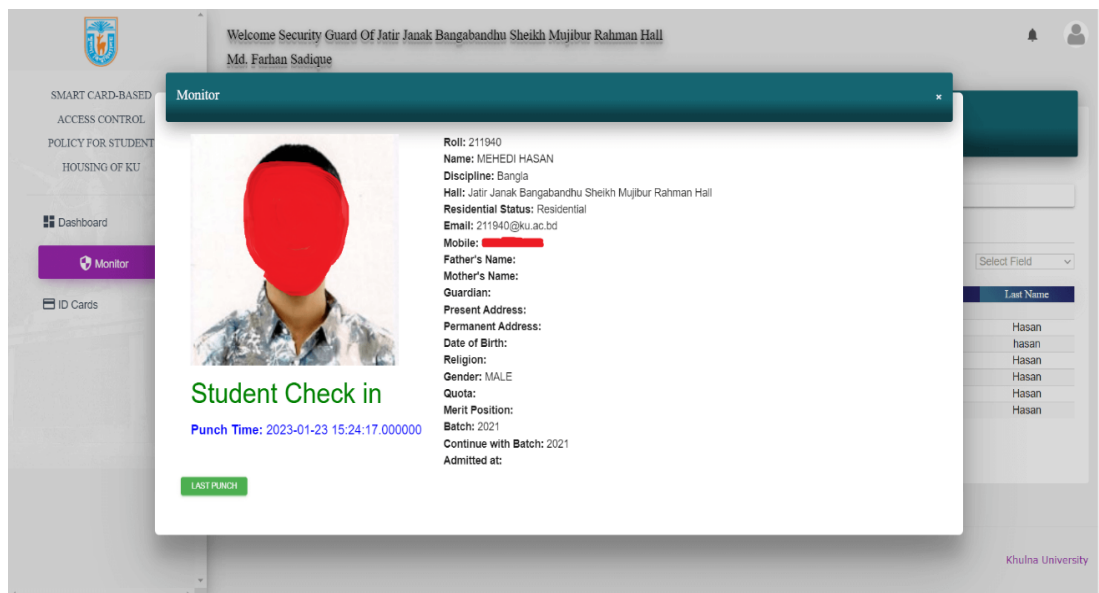 Welcome Security Guard Of Jatir Janak Bangabandhu Sheikh Mujibur Rahman Hall
Md. Farhan Sadique
SMART CARD-BASED
ACCESS CONTROL
POLICY FOR STUDENT
HOUSING OF KU
Dashboard
Monitor
ID Cards
Monitor
×
Roll: 211940
Name: MEHEDI HASAN
Discipline: Bangla
Hall: Jatir Janak Bangabandhu Sheikh Mujibur Rahman Hall
Residential Status: Residential
Email: 211940@ku.ac.bd
Mobile:
Father's Name:
Mother's Name:
Guardian:
Present Address:
Permanent Address:
Date of Birth:
Religion:
Gender: MALE
Quota:
Merit Position:
Batch: 2021
Continue with Batch: 2021
Admitted at:
Student Check in
Punch Time: 2023-01-23 15:24:17.000000
LAST PUNCH
Select Field
Last Name
Hasan
hasan
Hasan
Hasan
Hasan
Hasan
Khulna University